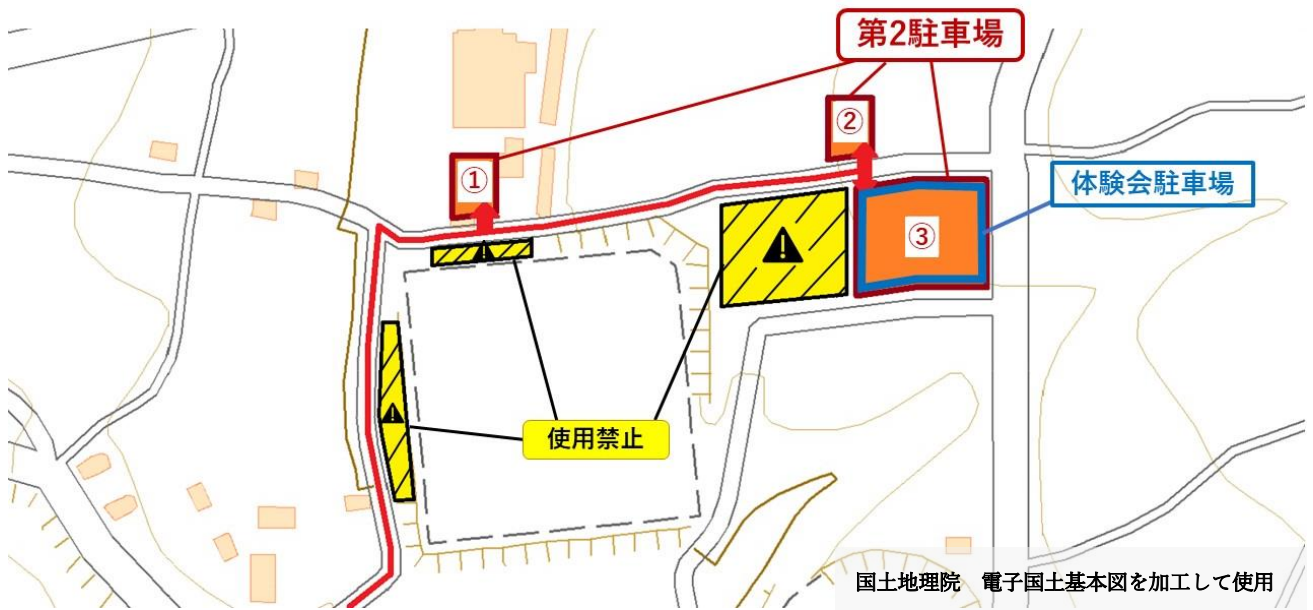 第2駐車場
②
①
体験会駐車場
③
使用禁止
国土地理院 電子国土基本図を加工して使用